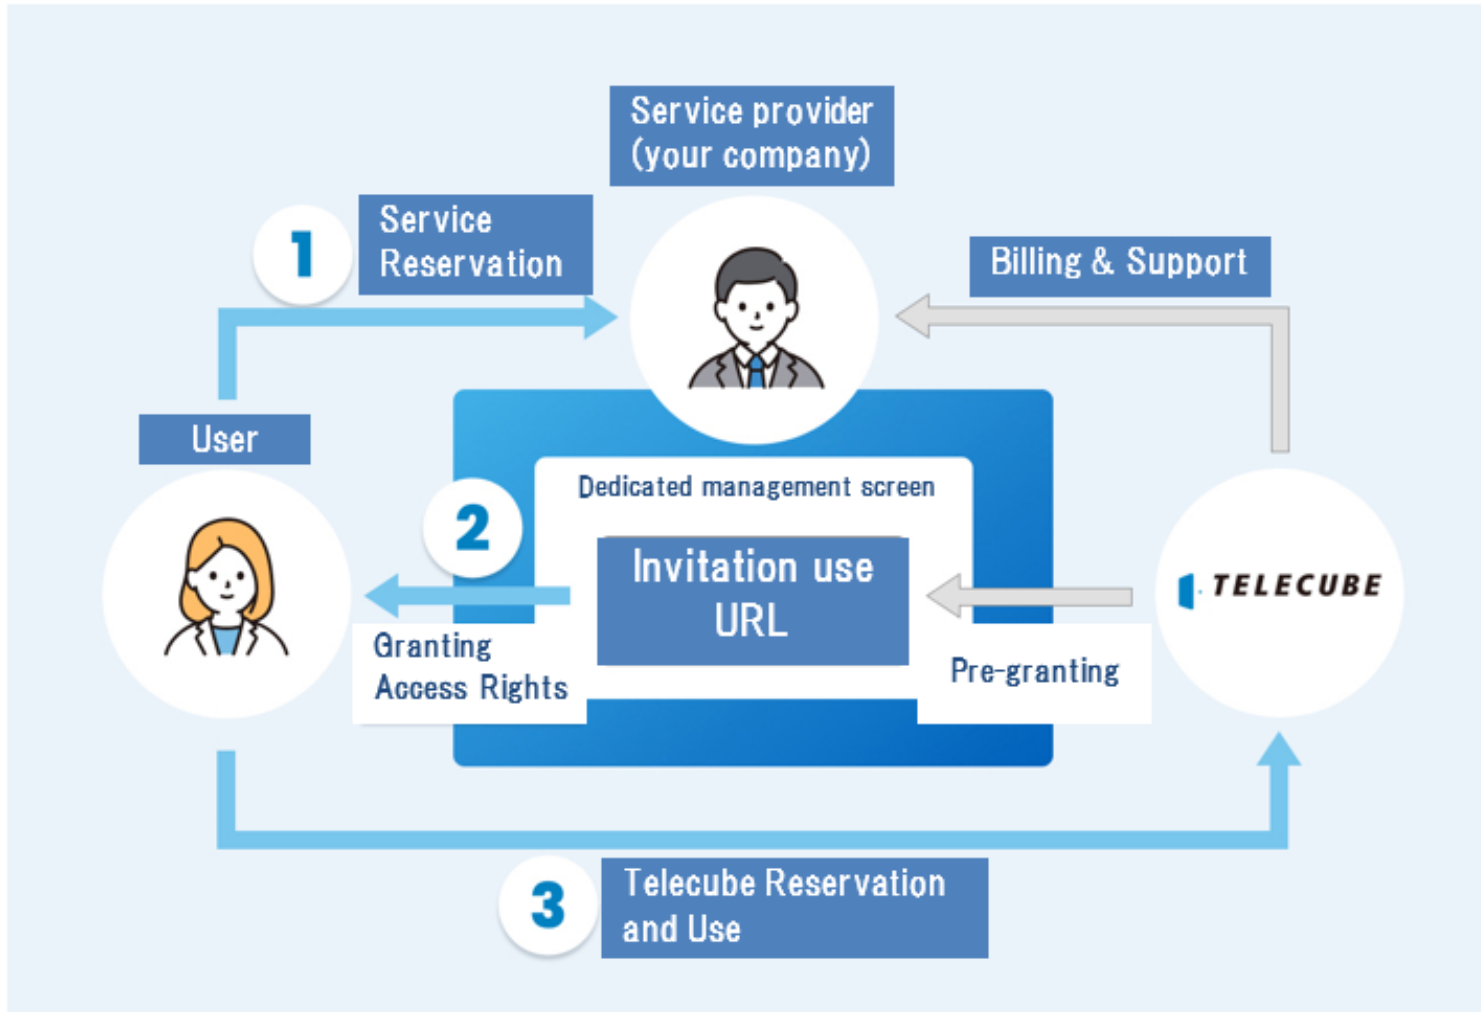 Service provider
(your company)
1
Service
Reservation
Billing & Support
User
Dedicated management screen
2
Invitation use
URL
TELECUBE
Granting
Access Rights
Pre-granting
3
Telecube Reservation
and Use